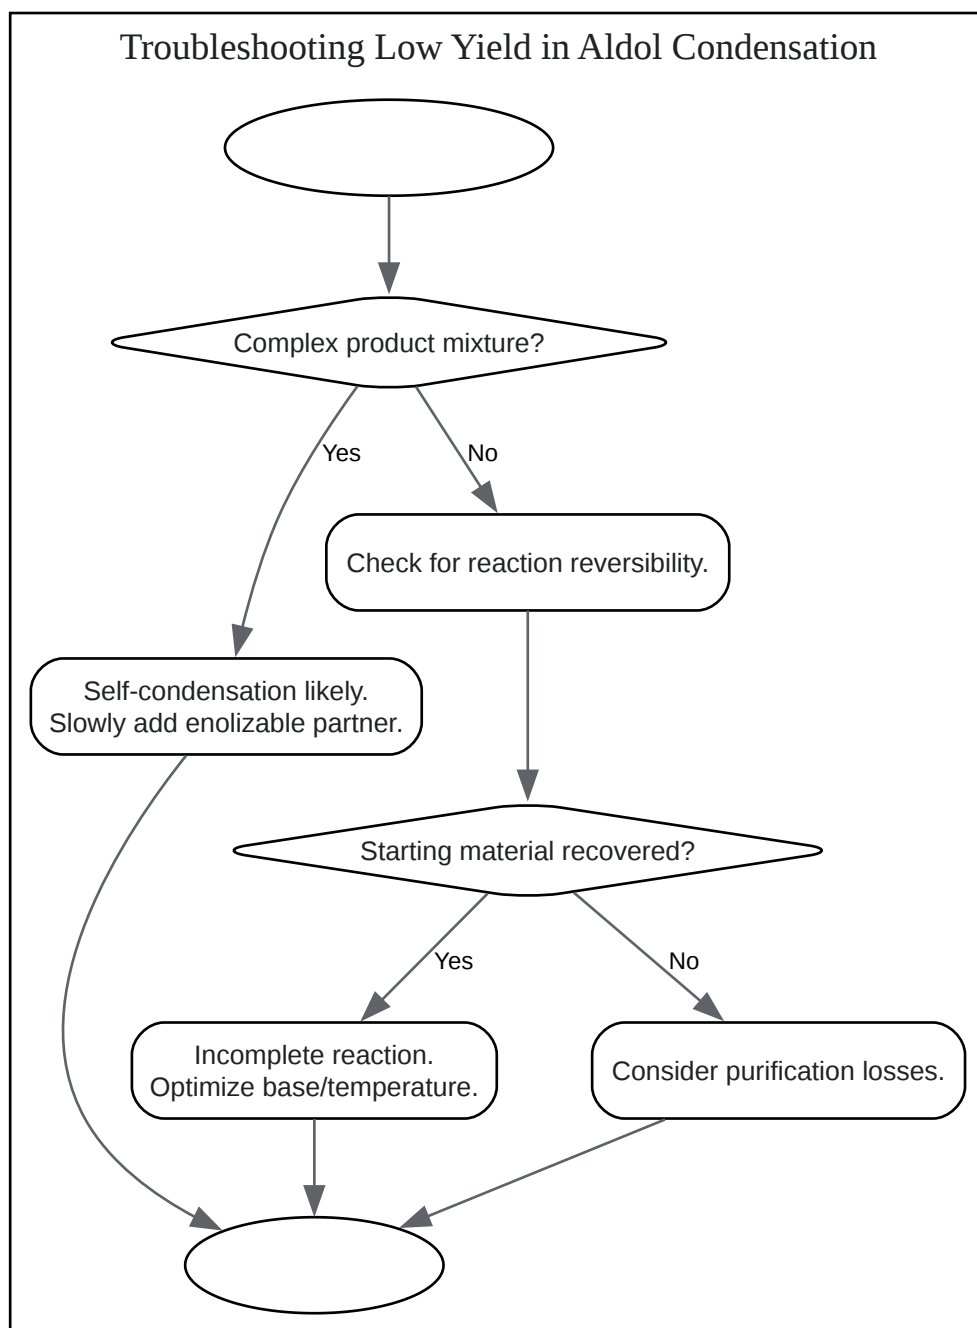 Troubleshooting Low Yield in Aldol Condensation
Complex product mixture?
Yes
No
Check for reaction reversibility.
Self-condensation likely.
Slowly add enolizable partner.
Starting material recovered?
Yes
No
Incomplete reaction.
Optimize base/temperature.
Consider purification losses.